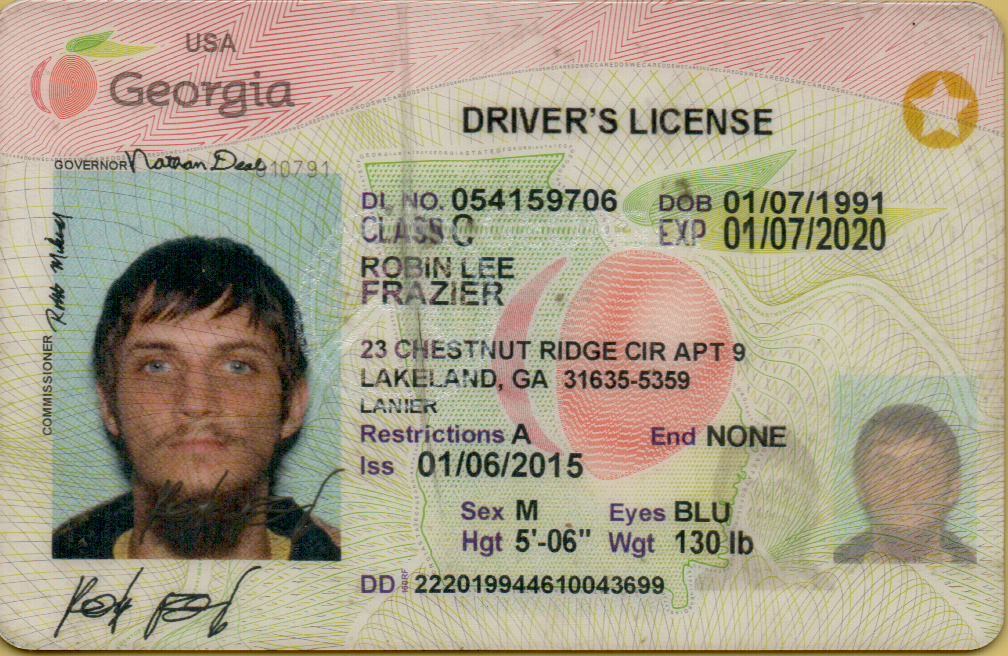 USA
Georgia
DRIVER'S LICENSE
GOVERNOR Nathan Deal 010791
DL NO. 054159706 DOB 01/07/1991
CLASS C EXP 01/07/2020
ROBIN LEE
FRAZIER
23 CHESTNUT RIDGE CIR APT 9
LAKELAND, GA 31635-5359
LANIER
Restrictions A End NONE
Iss 01/06/2015
Sex M Eyes BLU
Hgt 5'-06" Wgt 130 lb
DD 222019944610043699
COMMISSIONER